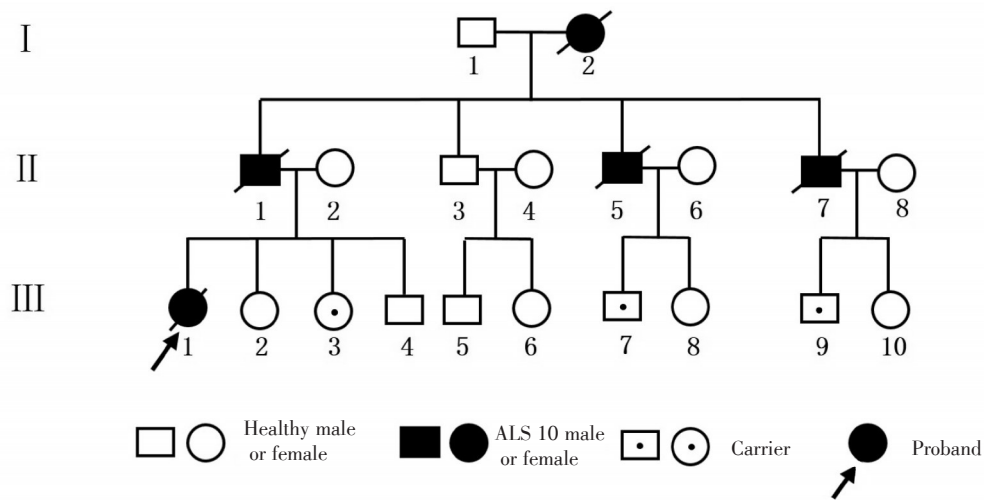 I
1 2
II
1 2 3 4 5 6 7 8
III
1 2 3 4 5 6 7 8 9 10
Healthy male
or female
ALS 10 male
or female
Carrier
Proband